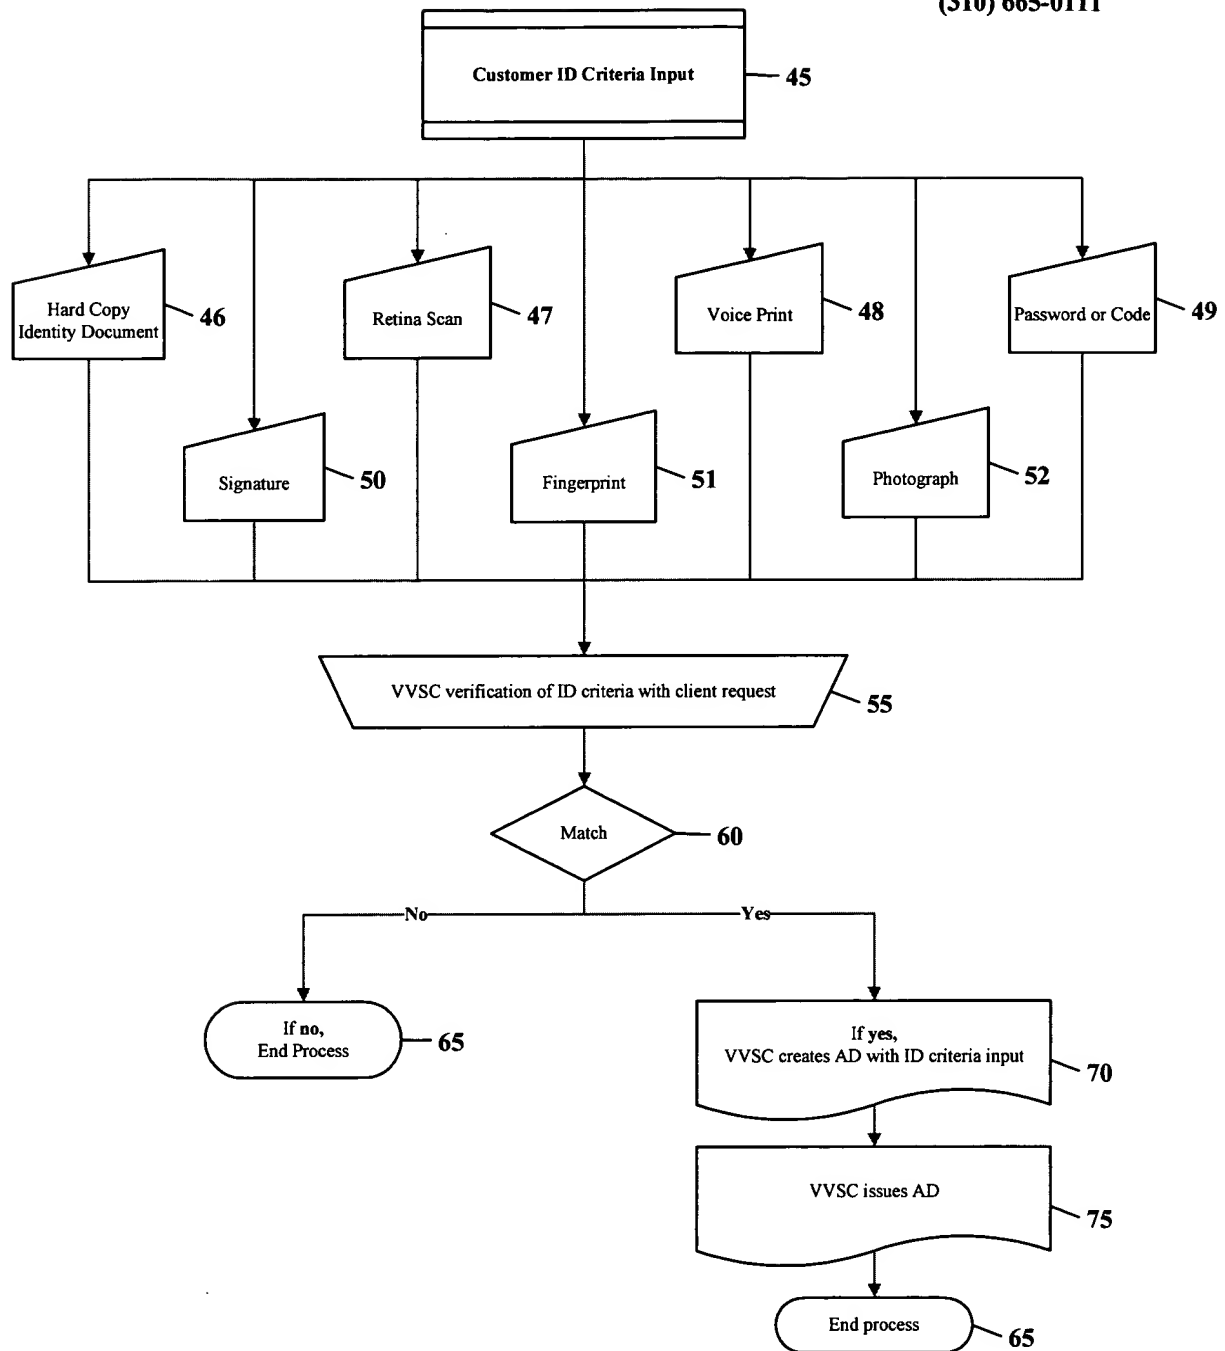 (310) 665-0111
Customer ID Criteria Input
45
Hard Copy
Identity Document
46
Retina Scan
47
Voice Print
48
Password or Code
49
Signature
50
Fingerprint
51
Photograph
52
VVSC verification of ID criteria with client request
55
Match
60
No
Yes
If no,
End Process
65
If yes,
VVSC creates AD with ID criteria input
70
VVSC issues AD
75
End process
65